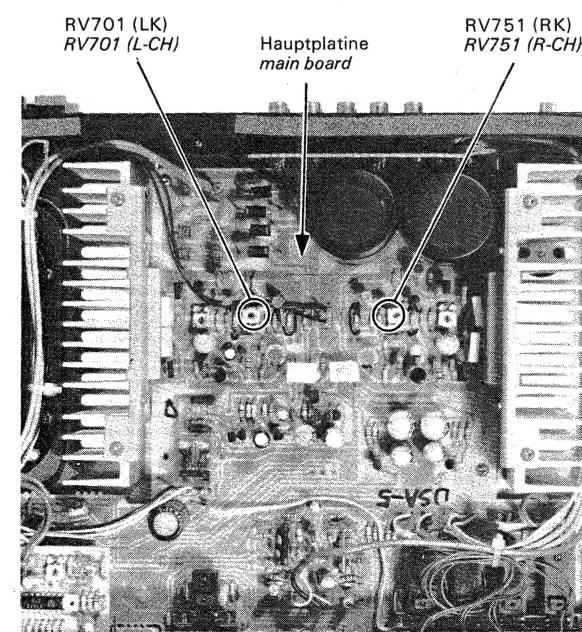 RV701 (LK)
RV701 (L-CH)
Hauptplatine
main board
RV751 (RK)
RV751 (R-CH)
DSA-5